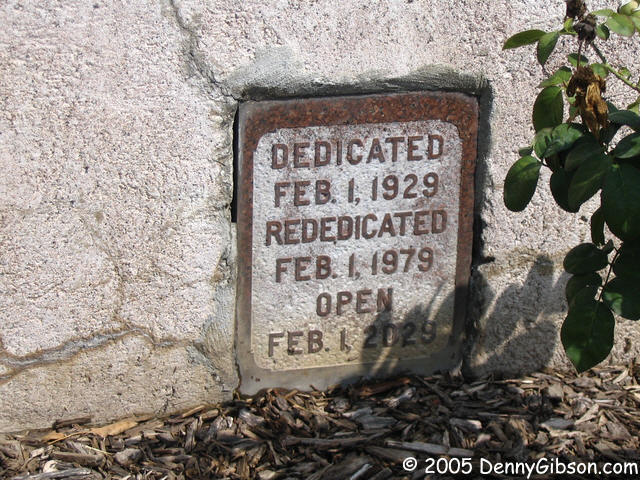 DEDICATED
FEB. 1, 1929
REDEDICATED
FEB. 1, 1979
OPEN
FEB. 1, 2029
© 2005 DennyGibson.com